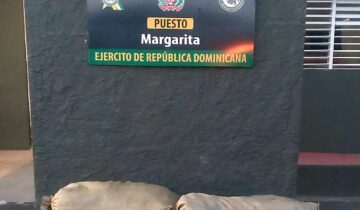 PUESTO
Margarita
EJERCITO DE REPÚBLICA DOMINICANA